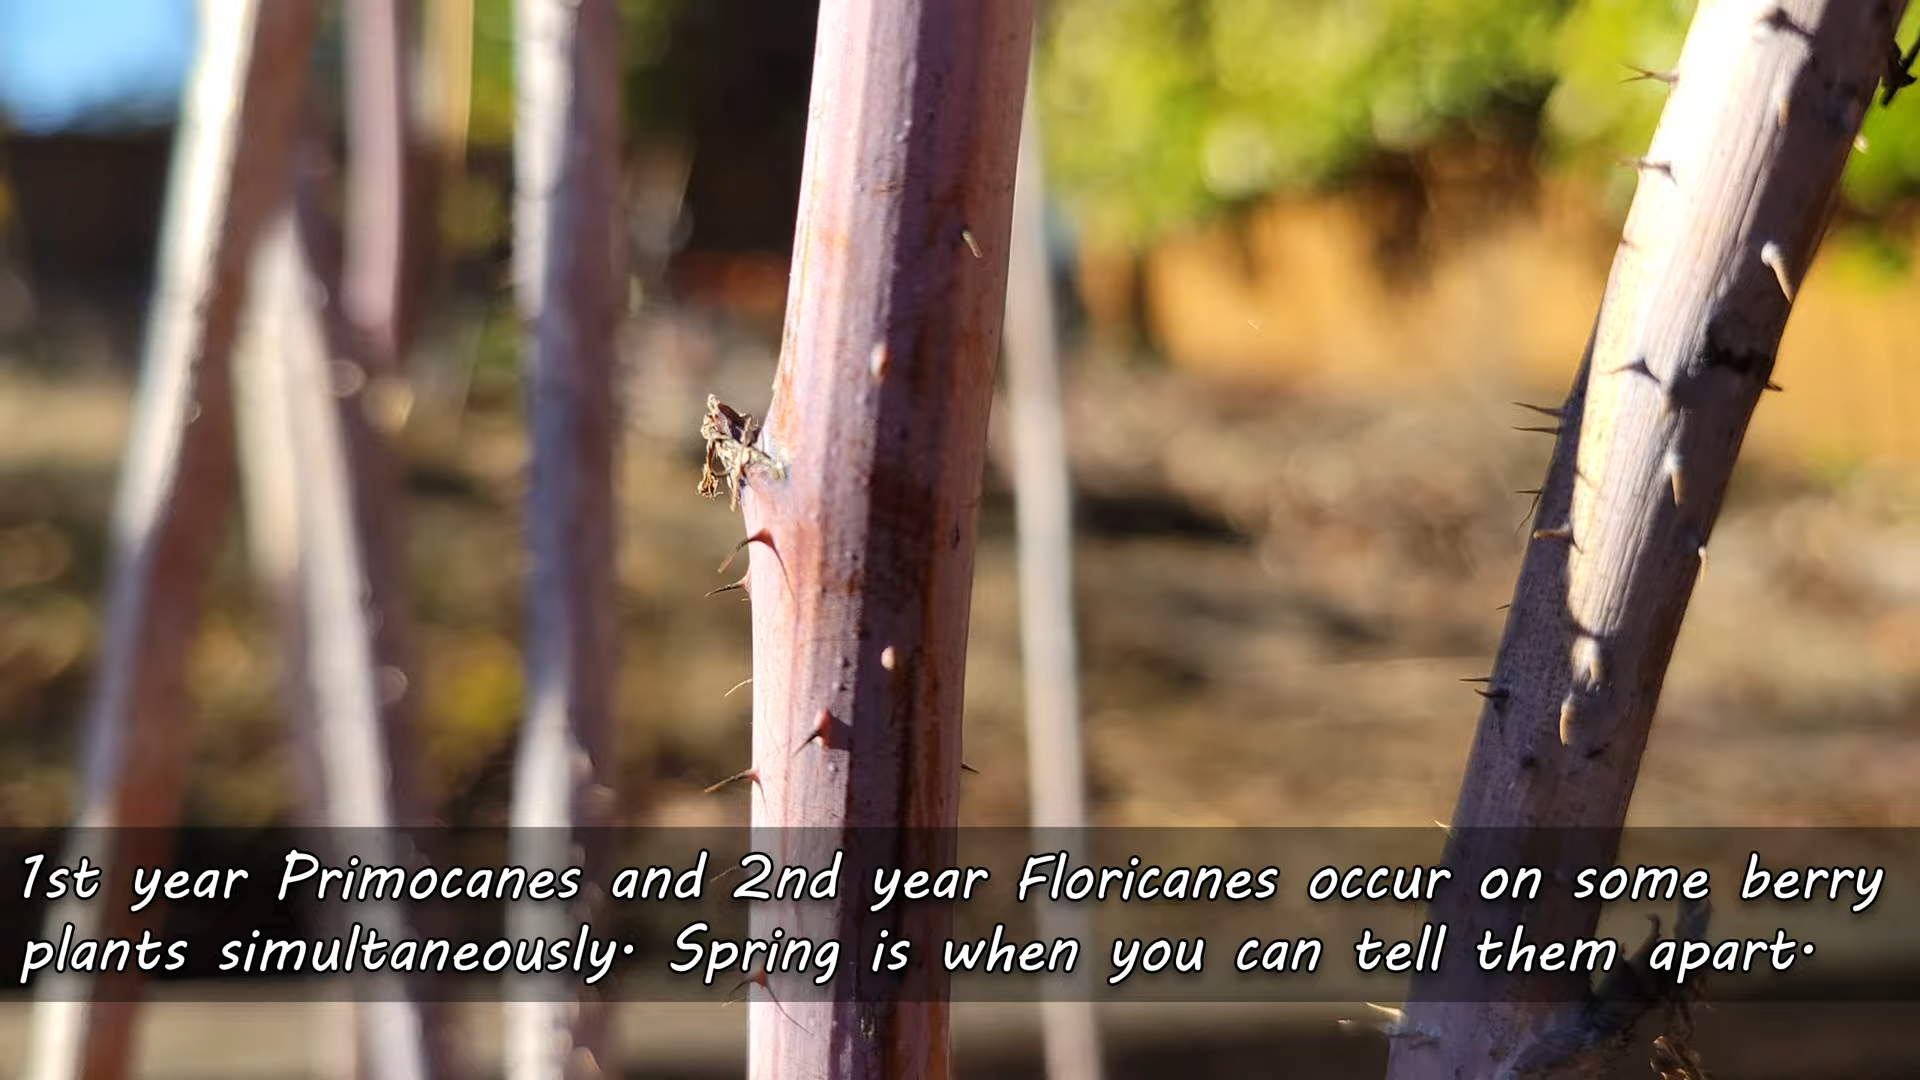 1st year Primocanes and 2nd year Floricanes occur on some berry
plants simultaneously. Spring is when you can tell them apart.